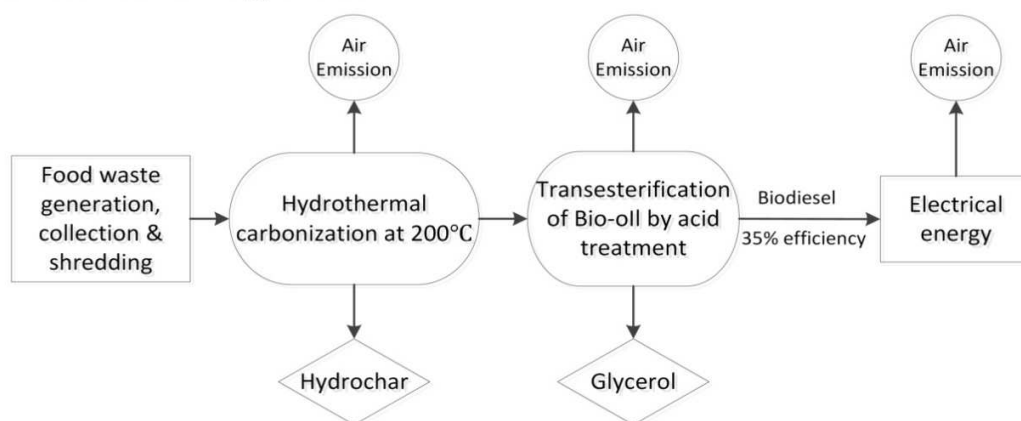 Air
Emission
Air
Emission
Air
Emission
Food waste
generation,
collection &
shredding
Hydrothermal
carbonization at 200℃
Transesterification
of Bio-oIl by acid
treatment
Biodiesel
35% efficiency
Electrical
energy
Hydrochar
Glycerol